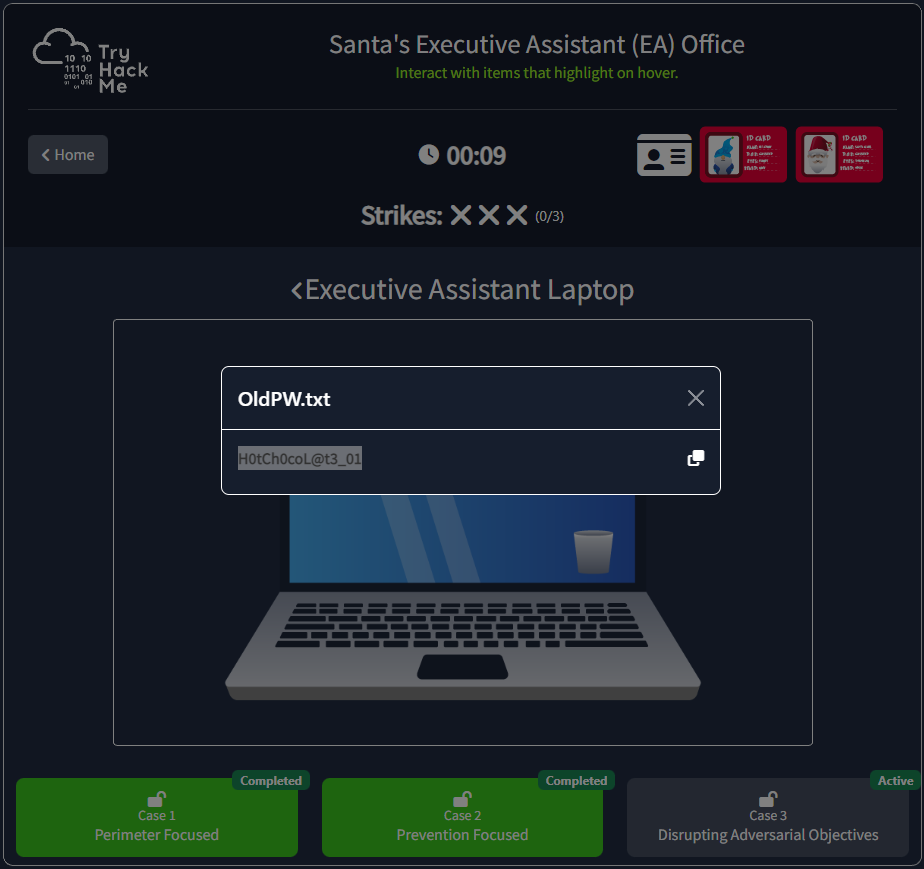 Try
Hack
Me
10 10
1110
0101 01
01 010
01
Santa's Executive Assistant (EA) Office
Interact with items that highlight on hover.
Home
00:09
ID CARD
ID CARD
Strikes: (0/3)
Executive Assistant Laptop
OldPW.txt
H0tCh0coL@t3_01
Completed
Case 1
Perimeter Focused
Completed
Case 2
Prevention Focused
Active
Case 3
Disrupting Adversarial Objectives